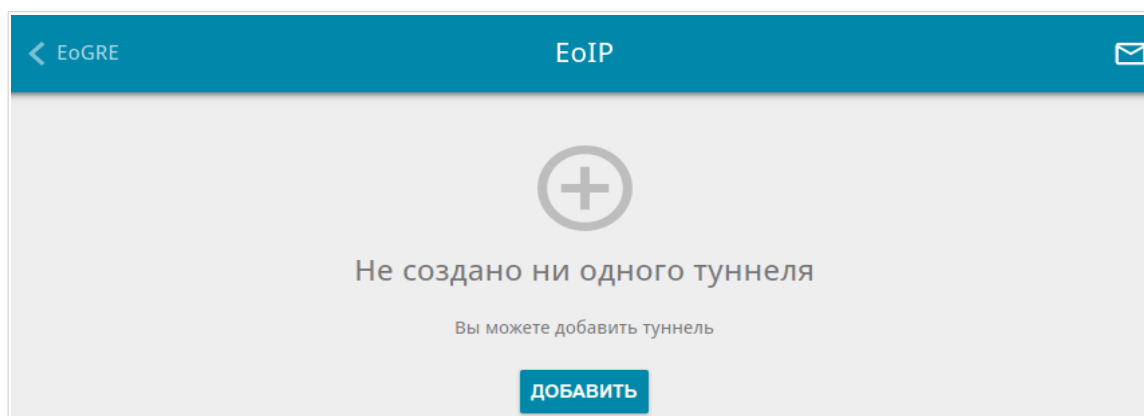 EoGRE
EoIP
Не создано ни одного туннеля
Вы можете добавить туннель
ДОБАВИТЬ